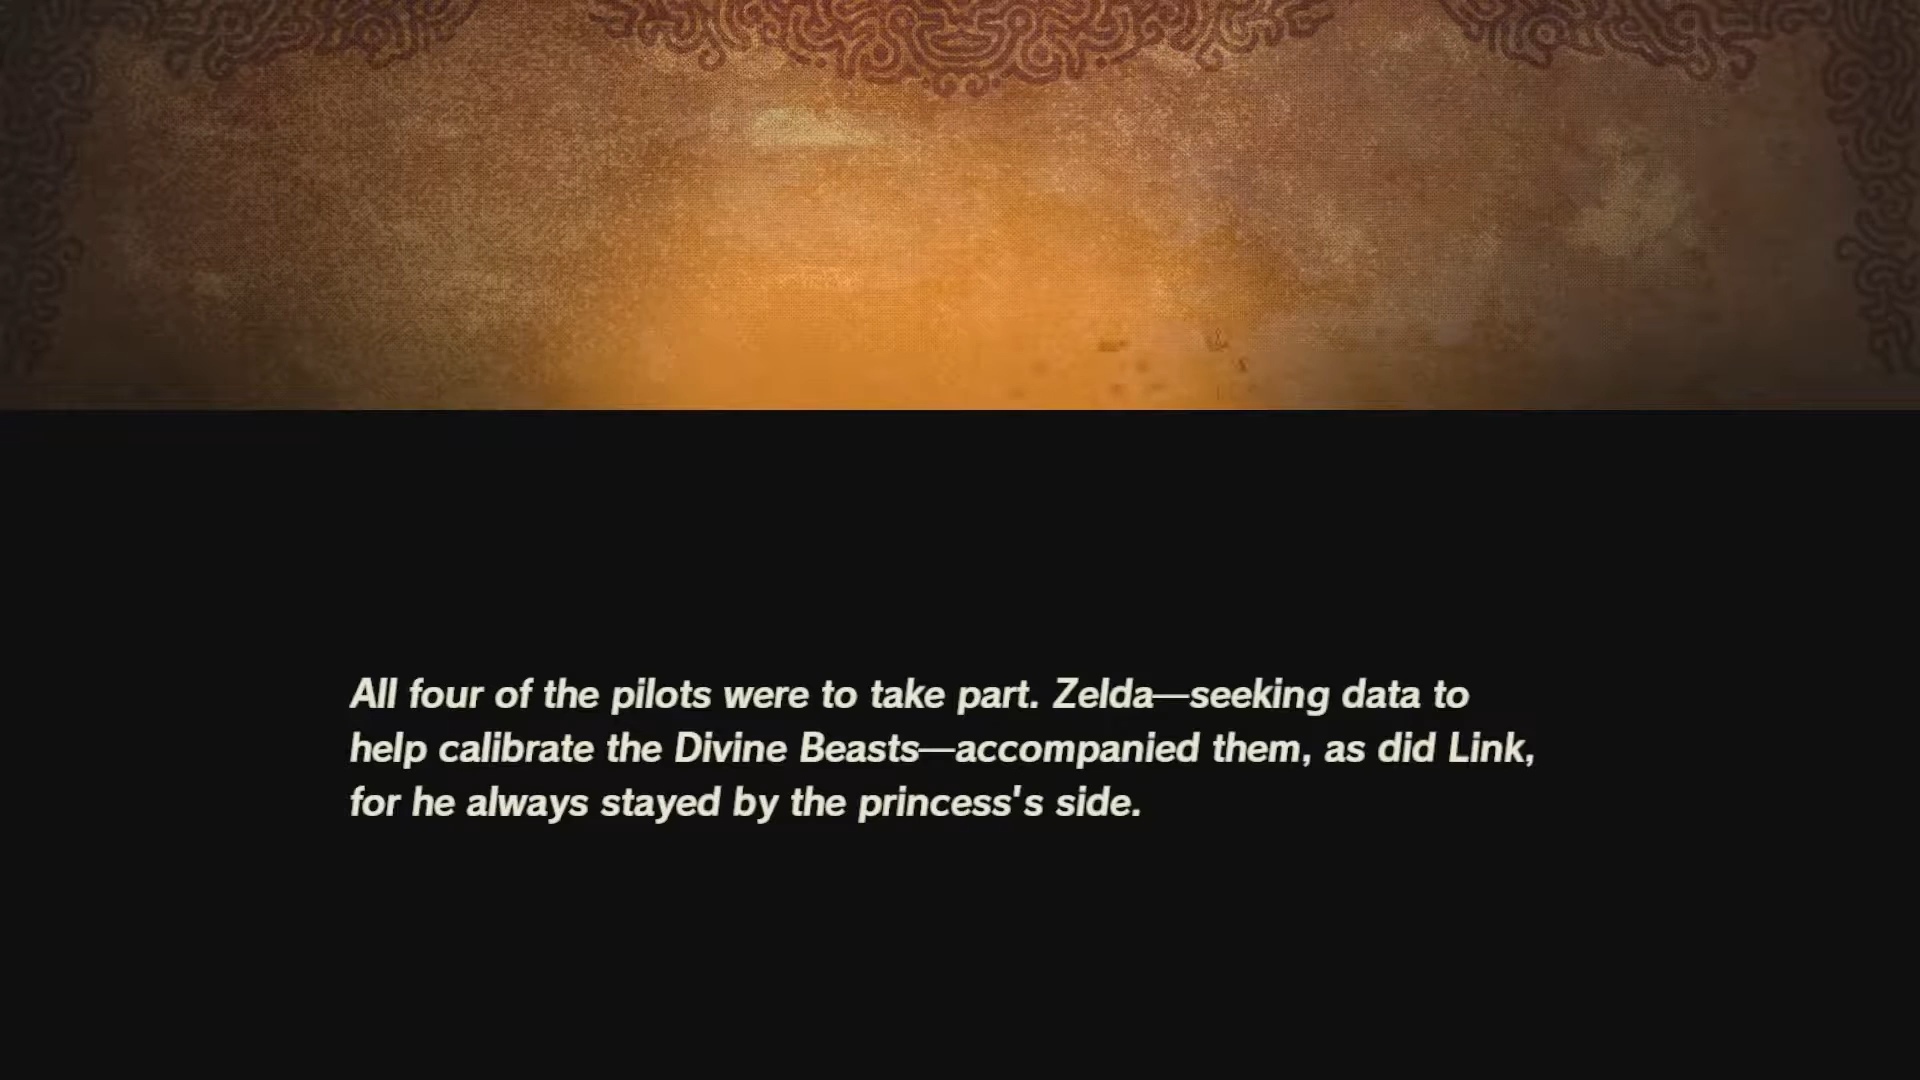 All four of the pilots were to take part. Zelda—seeking data to
help calibrate the Divine Beasts—accompanied them, as did Link,
for he always stayed by the princess's side.